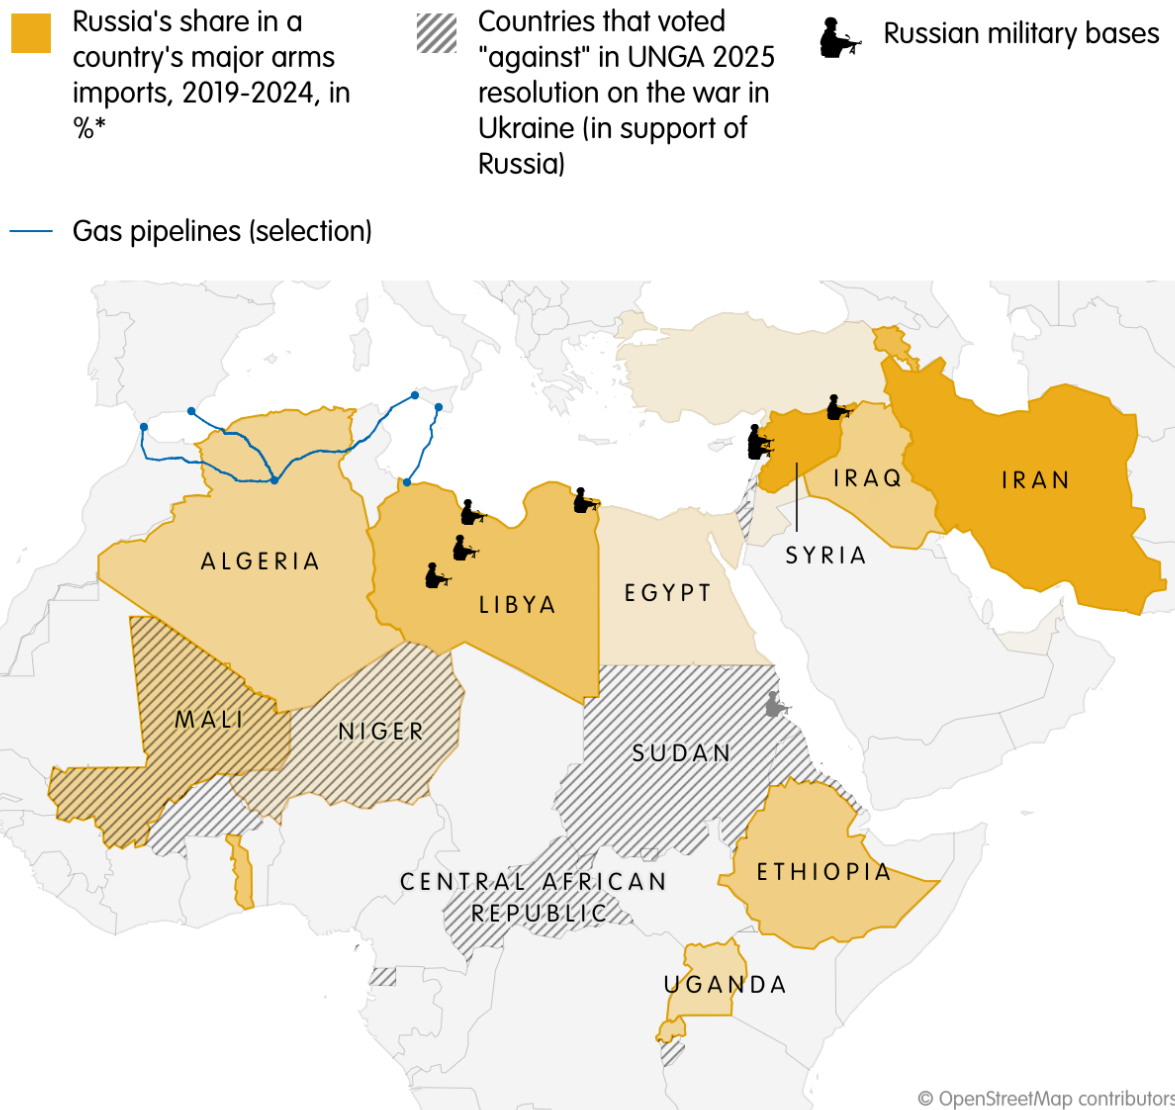 Russia's share in a
country's major arms
imports, 2019-2024, in
%*
Countries that voted
"against" in UNGA 2025
resolution on the war in
Ukraine (in support of
Russia)
Russian military bases
Gas pipelines (selection)
IRAQ
IRAN
SYRIA
ALGERIA
LIBYA
EGYPT
MALI
NIGER
SUDAN
CENTRAL AFRICAN
REPUBLIC
ETHIOPIA
UGANDA
© OpenStreetMap contributors